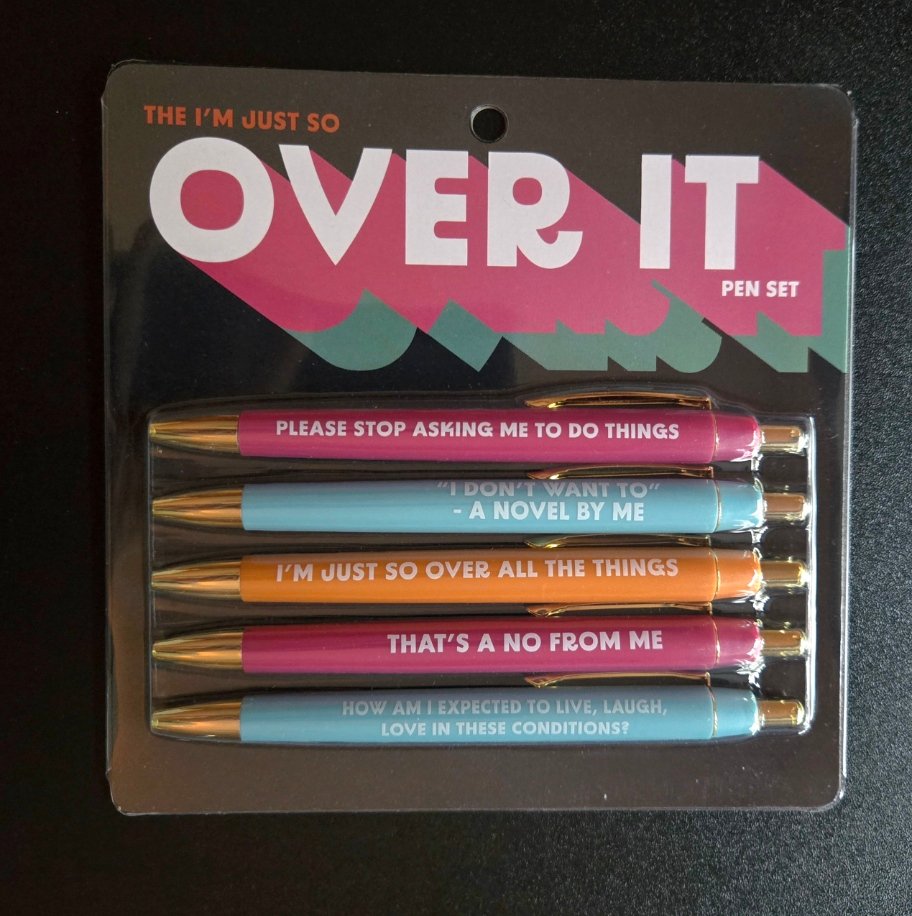 THE I'M JUST SO
OVER IT
PEN SET
PLEASE STOP ASKING ME TO DO THINGS
"I DON'T WANT TO"
- A NOVEL BY ME
I'M JUST SO OVER ALL THE THINGS
THAT'S A NO FROM ME
HOW AM I EXPECTED TO LIVE, LAUGH,
LOVE IN THESE CONDITIONS?